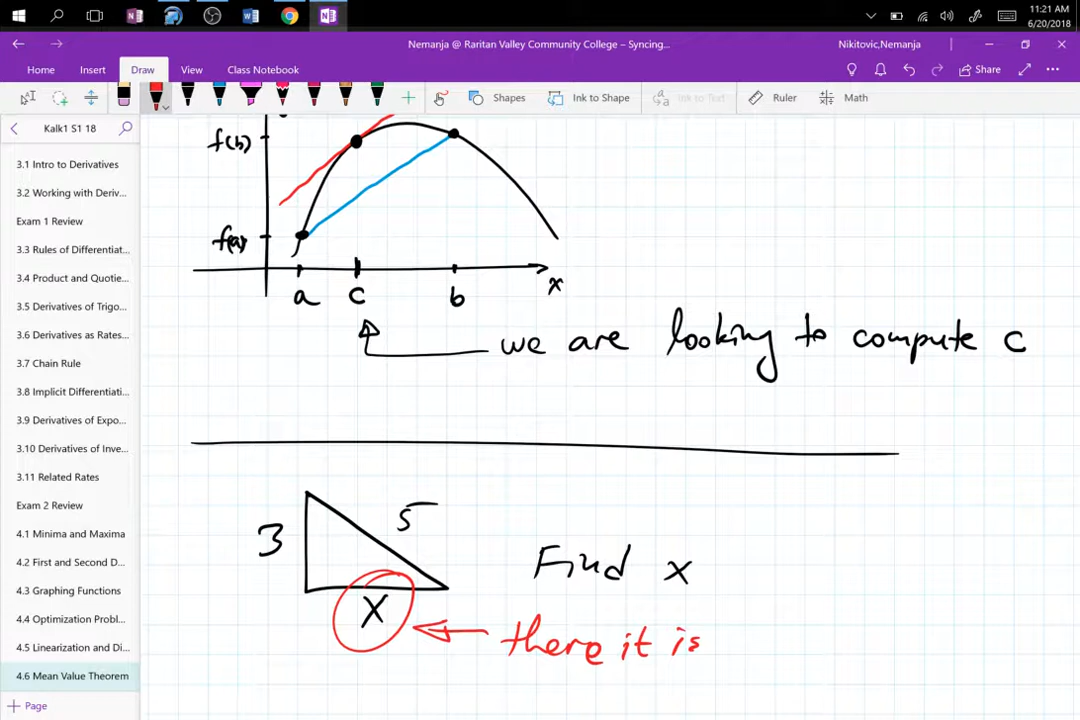 11:21 AM
6/20/2018
Nemanja @ Raritan Valley Community College – Syncing...
Nikitovic,Nemanja
Home Insert Draw View Class Notebook
Share
Shapes Ink to Shape Ink to Text Ruler Math
Kalk1 S1 18
3.1 Intro to Derivatives
3.2 Working with Deriv...
Exam 1 Review
3.3 Rules of Differentiat...
3.4 Product and Quotie...
3.5 Derivatives of Trigo...
3.6 Derivatives as Rates...
3.7 Chain Rule
3.8 Implicit Differentiati...
3.9 Derivatives of Expo...
3.10 Derivatives of Inve...
3.11 Related Rates
Exam 2 Review
4.1 Minima and Maxima
4.2 First and Second D...
4.3 Graphing Functions
4.4 Optimization Probl...
4.5 Linearization and Di...
4.6 Mean Value Theorem
Page
f(b)
f(a)
a c b x
we are looking to compute c
3 5
x
Find x
there it is